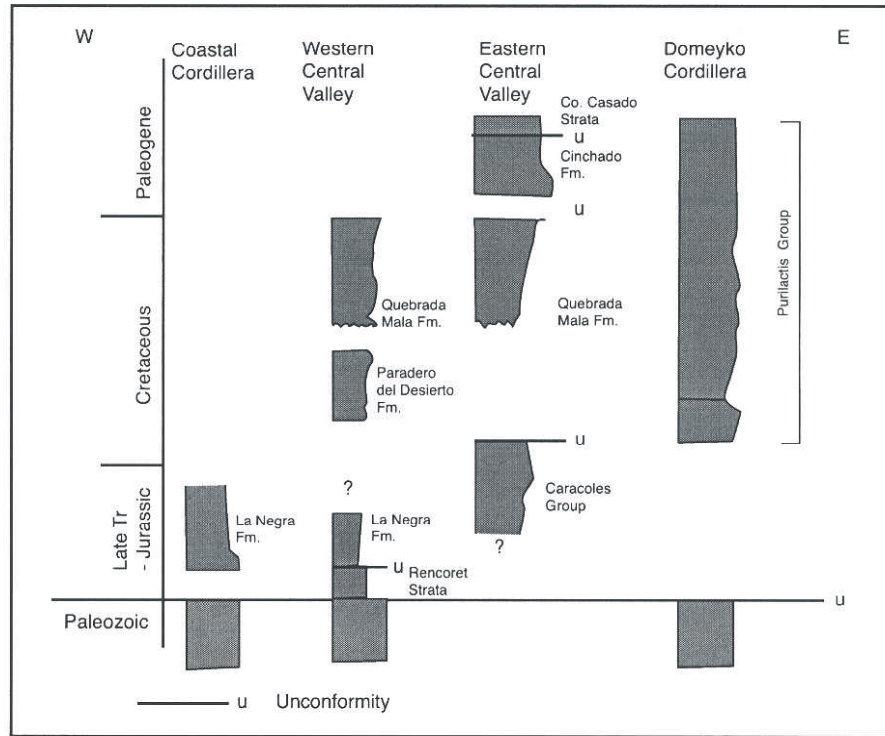 W
E
Coastal
Cordillera
Western
Central
Valley
Eastern
Central
Valley
Domeyko
Cordillera
Paleogene
Cretaceous
Late Tr
- Jurassic
Paleozoic
Co. Casado
Strata
u
Cinchado
Fm.
u
Quebrada
Mala Fm.
Quebrada
Mala Fm.
Paradero
del Desierto
Fm.
u
Caracoles
Group
?
?
La Negra
Fm.
La Negra
Fm.
u
Rencoret
Strata
u
Purilactis Group
u Unconformity